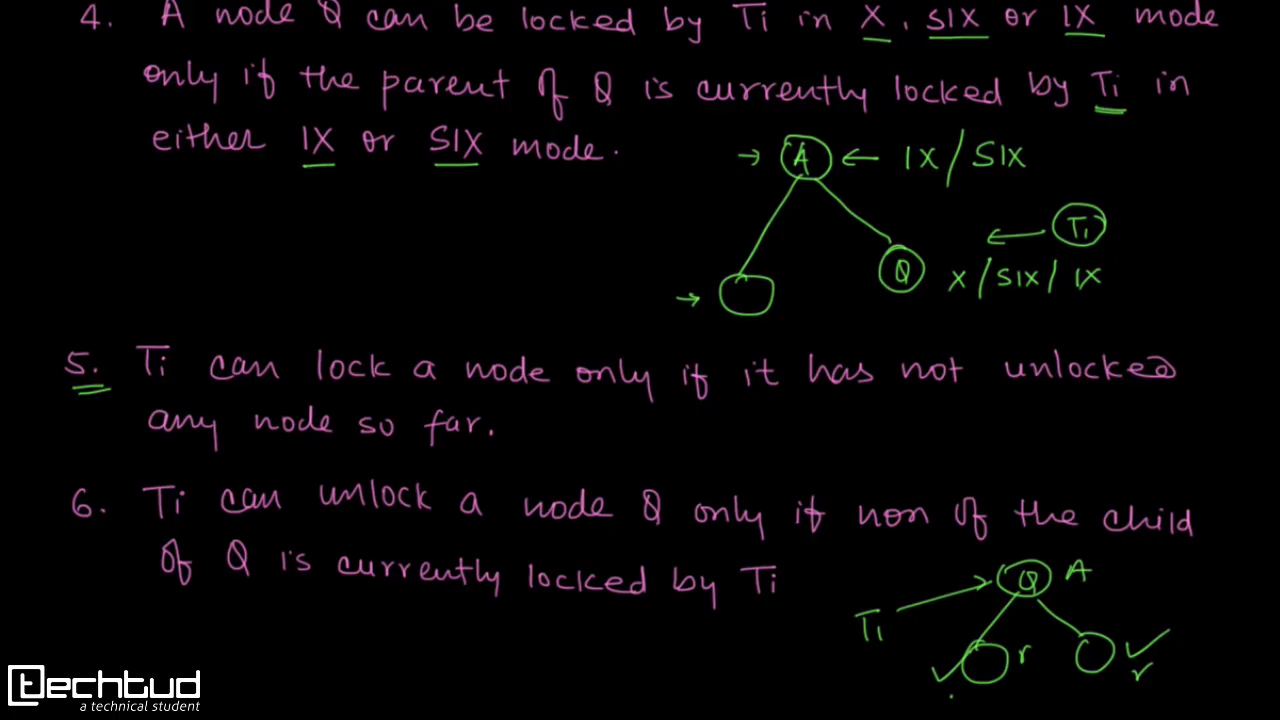 4. A node Q can be locked by Ti in X, SIX or IX mode
only if the parent of Q is currently locked by Ti in
either IX or SIX mode.
A IX / SIX
Ti
Q X / SIX / IX
5. Ti can lock a node only if it has not unlocked
any node so far.
6. Ti can unlock a node Q only if non of the child
of Q is currently locked by Ti
Q A
Ti
r r
techtud
a technical student